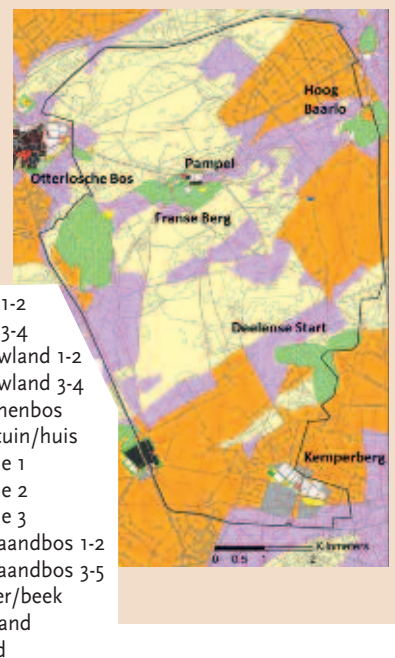 Hoog
Baarlo
Pampel
Otterlosche Bos
Franse Berg
Deelense Start
Kemperberg
Kilometers
0 0.5 1 2
1-2
3-4
wland 1-2
wland 3-4
nenbos
tuin/huis
e 1
e 2
e 3
aandbos 1-2
aandbos 3-5
er/beek
and
d